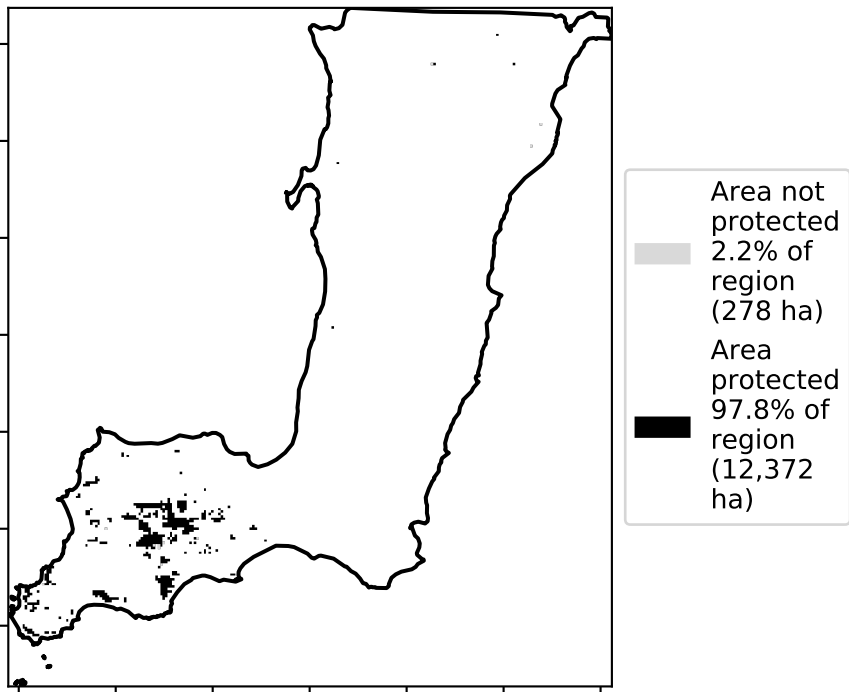 Area not
protected
2.2% of
region
(278 ha)
Area
protected
97.8% of
region
(12,372
ha)